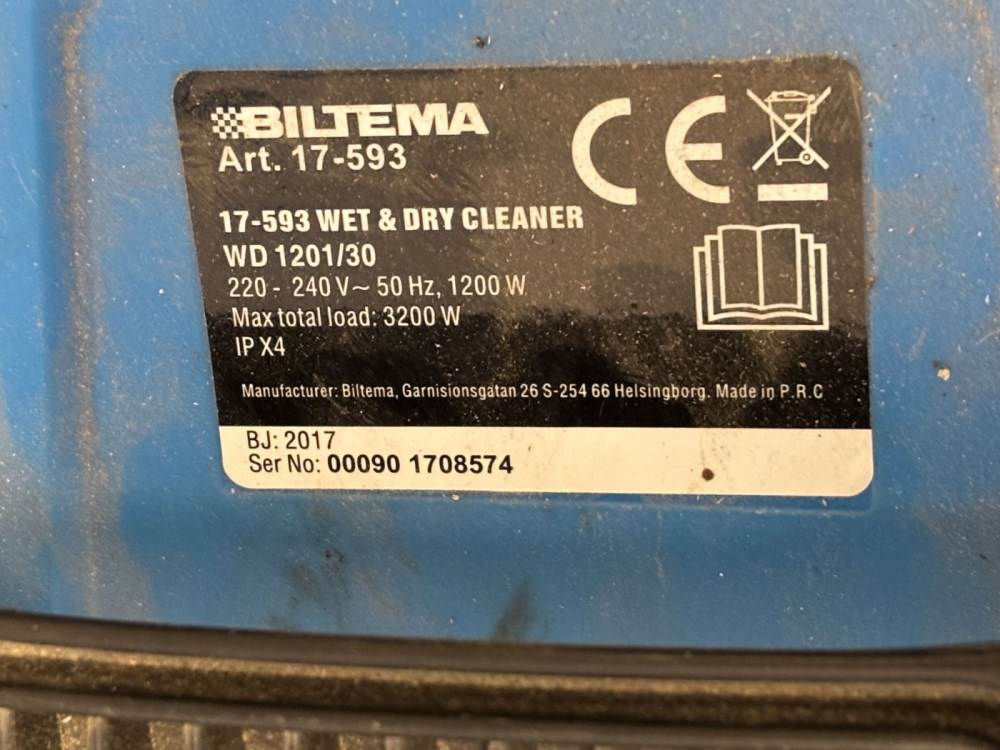 BILTEMA
Art. 17-593
17-593 WET & DRY CLEANER
WD 1201/30
220 - 240 V~ 50 Hz, 1200 W
Max total load: 3200 W
IP X4
Manufacturer: Biltema, Garnisionsgatan 26 S-254 66 Helsingborg. Made in P.R.C
BJ: 2017
Ser No: 00090 1708574